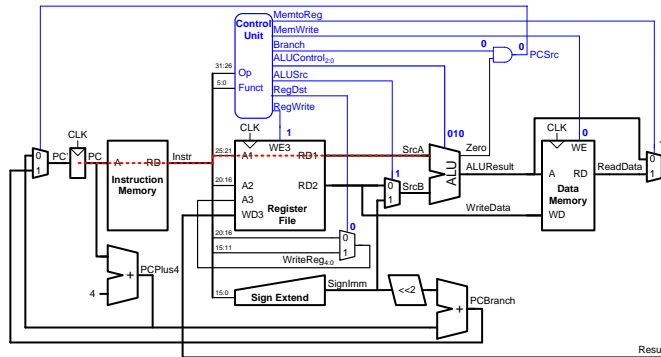 MemtoReg
Control
MemWrite
Unit
Branch
0
0
ALUControl2:0
PCSrc
31:26
Op
ALUSrc
5:0
Funct
RegDst
RegWrite
CLK
CLK
1
010
CLK
0
1
25:21
WE3
SrcA
Zero
WE
0
PC'
PC
A
RD
Instr
A1
RD1
ALU
ALUResult
ReadData
0
1
1
A
RD
1
Instruction
Memory
20:16
A2
RD2
0
SrcB
Data
Memory
A3
Register
1
WriteData
WD3
File
WD
20:16
0
0
15:11
1
PCPlus4
WriteReg4:0
+
SignImm
4
15:0
Sign Extend
<<2
PCBranch
+
Resu